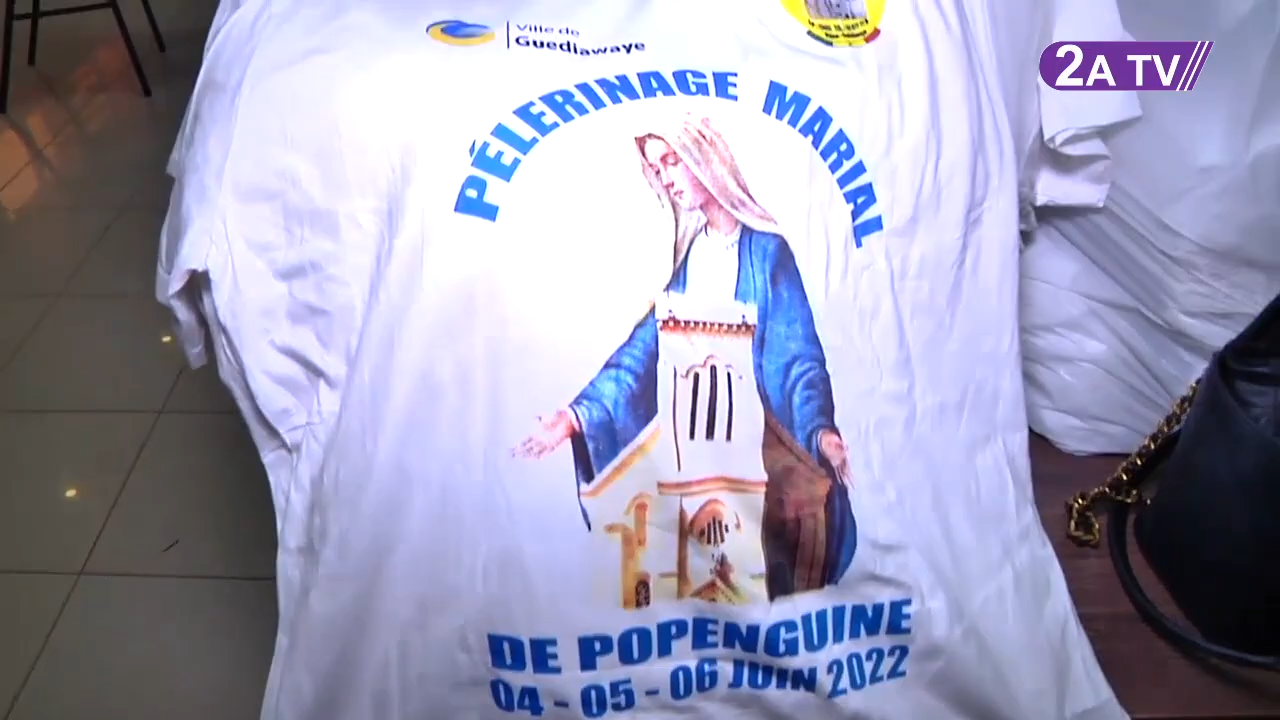 Ville de
Guediawaye
2A TV
PÉLERINAGE MARIAL
DE POPENGUINE
04 - 05 - 06 JUIN 2022